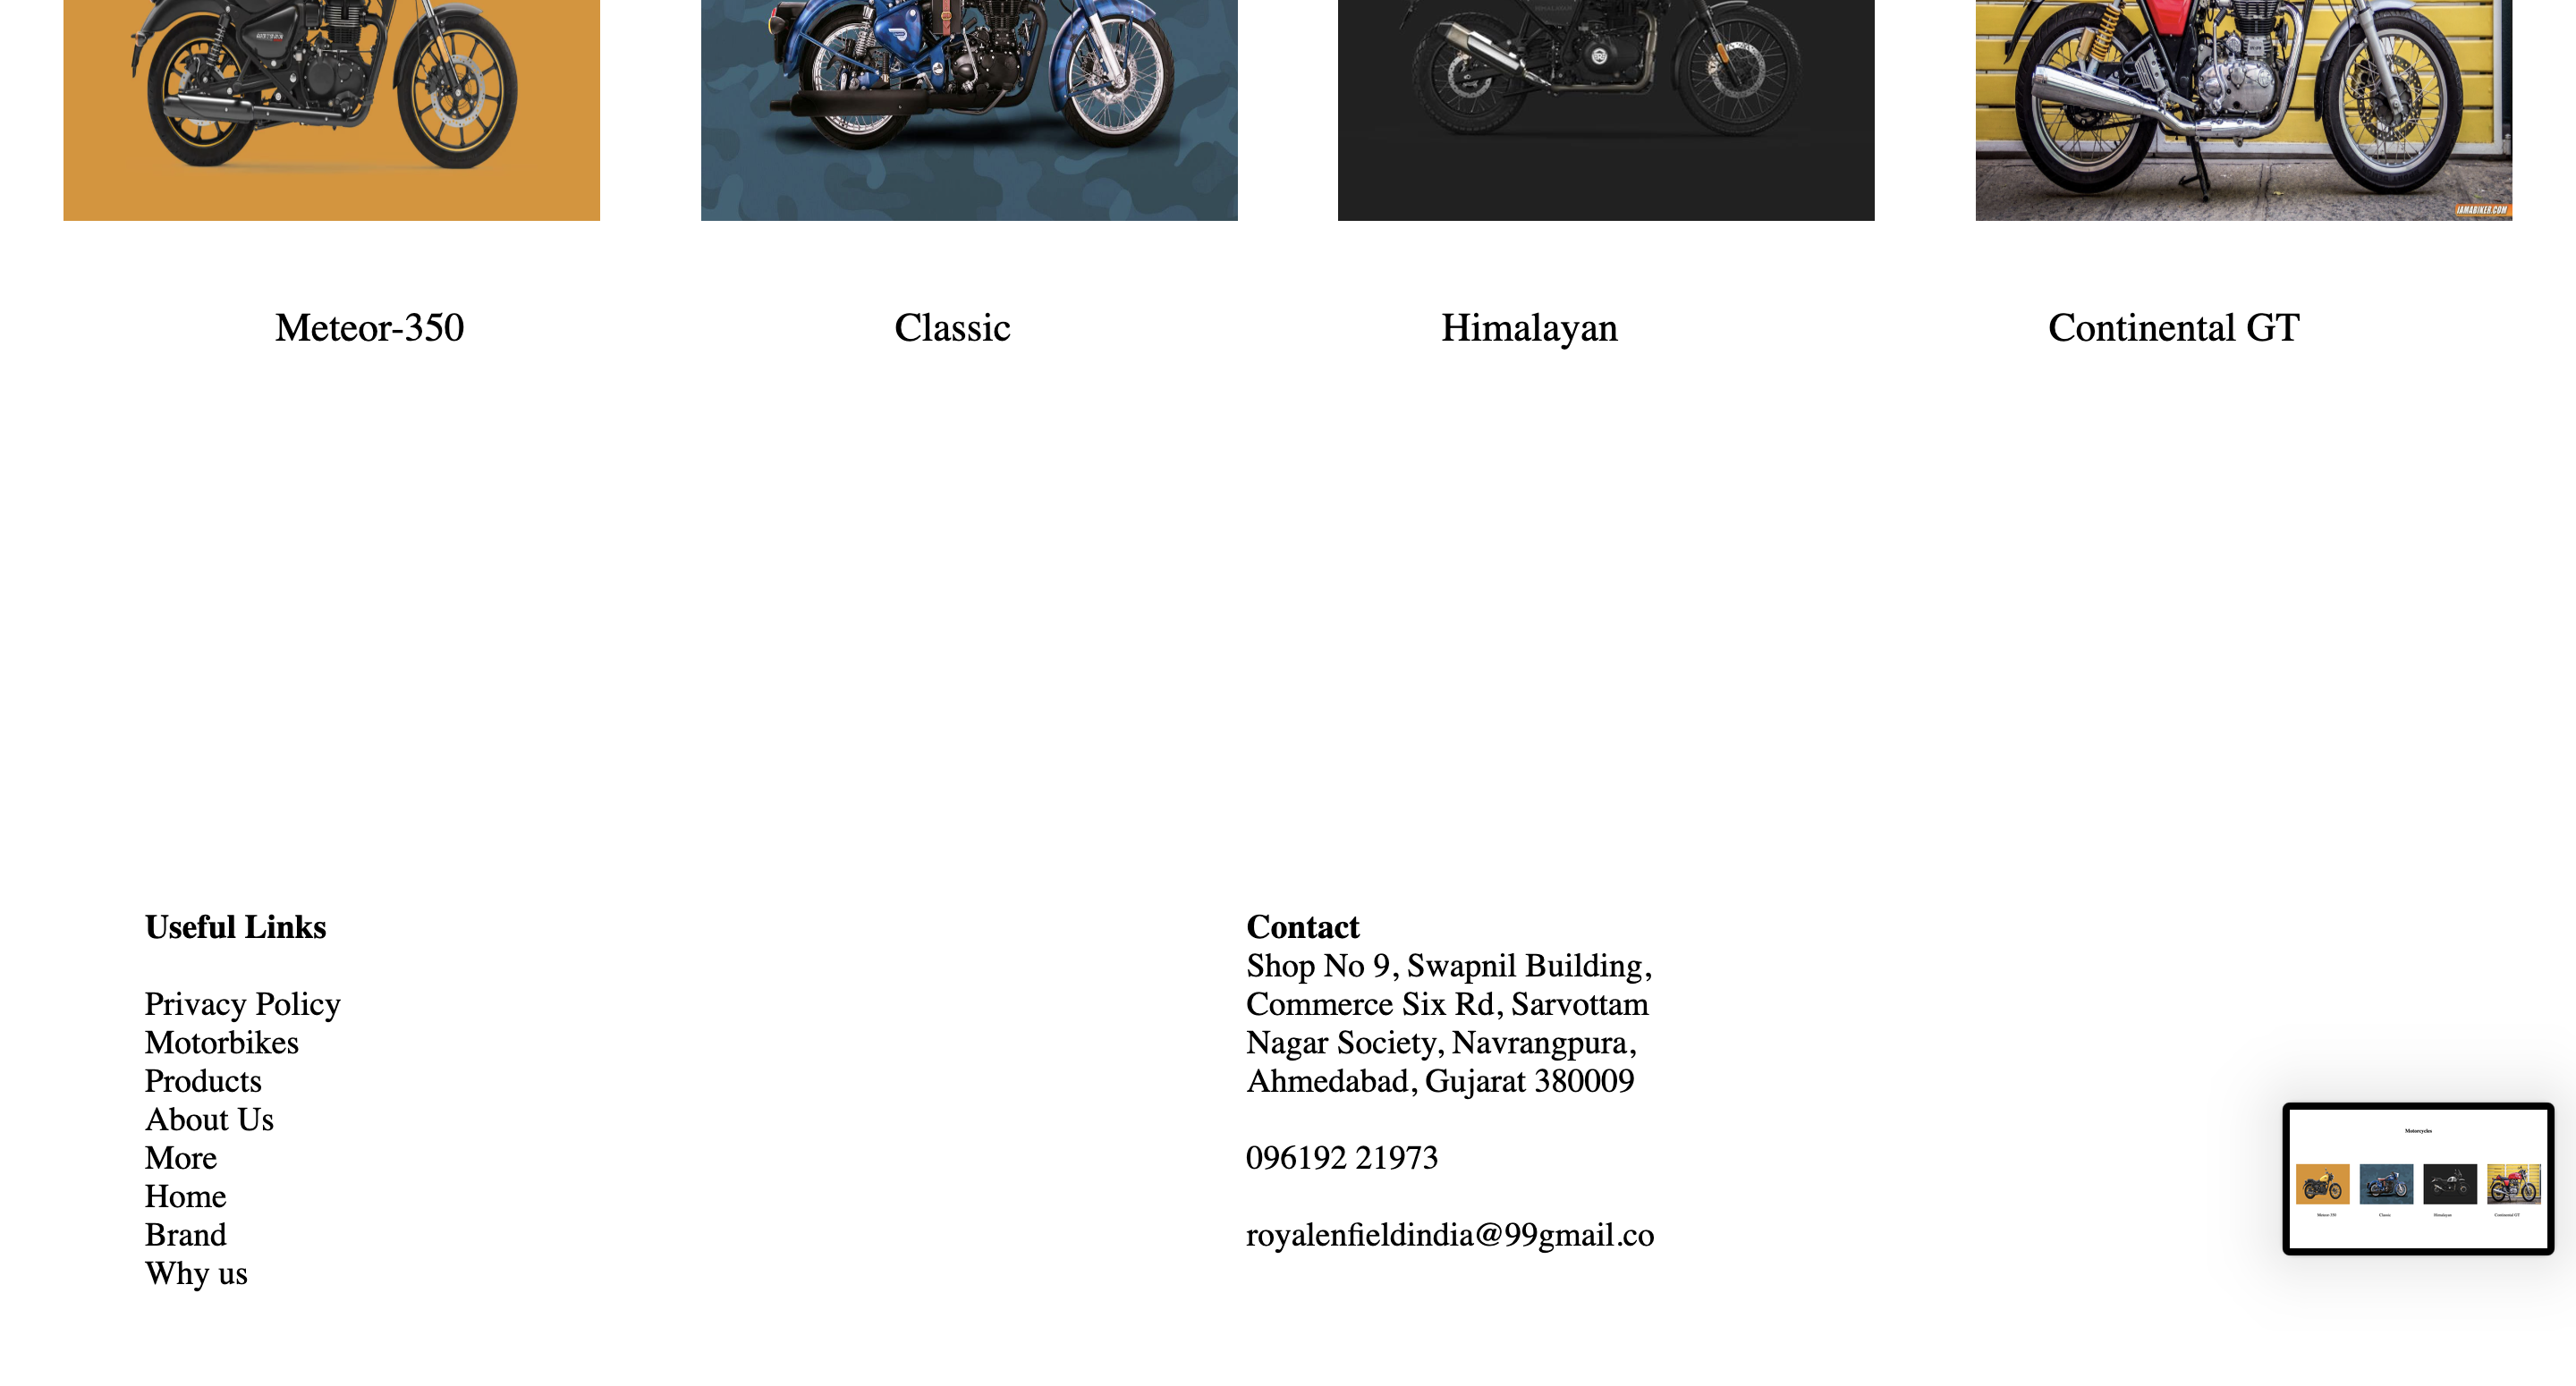 IAMABIKER.COM
Meteor-350
Classic
Himalayan
Continental GT
Useful Links
Privacy Policy
Motorbikes
Products
About Us
More
Home
Brand
Why us
Contact
Shop No 9, Swapnil Building,
Commerce Six Rd, Sarvottam
Nagar Society, Navrangpura,
Ahmedabad, Gujarat 380009
096192 21973
royalenfieldindia@99gmail.co
Motorcycles
Meteor-350
Classic
Himalayan
Continental GT